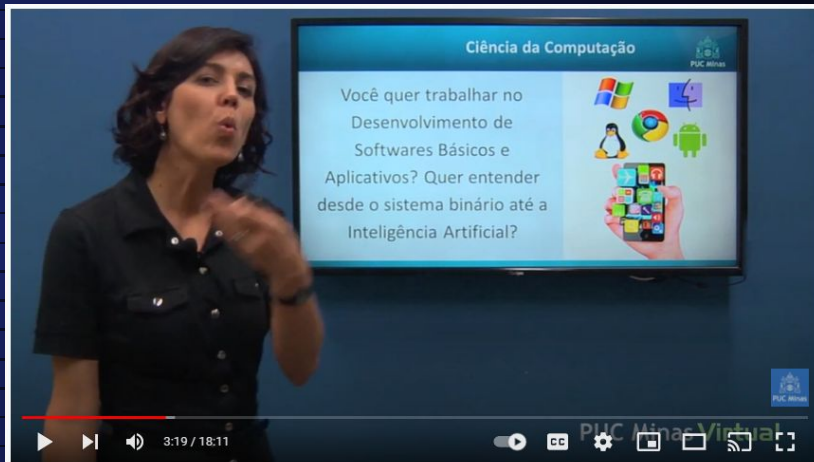 Ciência da Computação
PUC Minas
Você quer trabalhar no
Desenvolvimento de
Softwares Básicos e
Aplicativos? Quer entender
desde o sistema binário até a
Inteligência Artificial?
PUC Minas
3:19 / 18:11
CC
PUC Minas Virtual